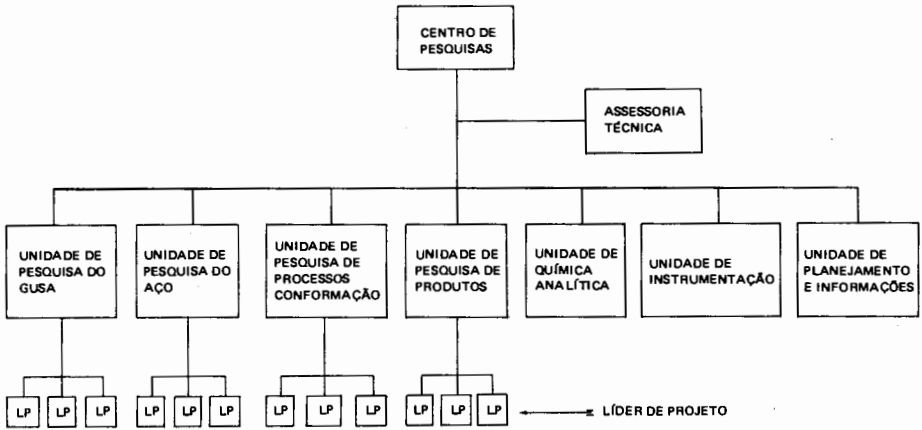 CENTRO DE
PESQUISAS
ASSESSORIA
TÉCNICA
UNIDADE DE
PESQUISA DO
GUSA
UNIDADE DE
PESQUISA DO
AÇO
UNIDADE DE
PESQUISA DE
PROCESSOS
CONFORMAÇÃO
UNIDADE DE
PESQUISA DE
PRODUTOS
UNIDADE DE
QUÍMICA
ANALÍTICA
UNIDADE DE
INSTRUMENTAÇÃO
UNIDADE DE
PLANEJAMENTO
E INFORMAÇÕES
LP LP LP LP LP LP LP LP LP LP LP LP LÍDER DE PROJETO